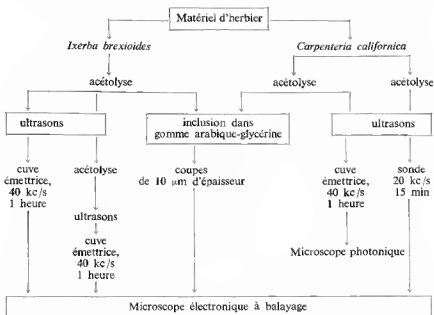 Matériel d'herbier
Ixerba brexioides
Carpenteria californica
acétolyse
acétolyse
acétolyse
ultrasons
inclusion dans
gomme arabique-glycérine
ultrasons
cuve
émettrice,
40 kc/s
1 heure
acétolyse
ultrasons
cuve
émettrice,
40 kc/s
1 heure
coupes
de 10 µm d'épaisseur
cuve
émettrice,
40 kc/s
1 heure
sonde
20 kc/s
15 min
Microscope photonique
Microscope électronique à balayage